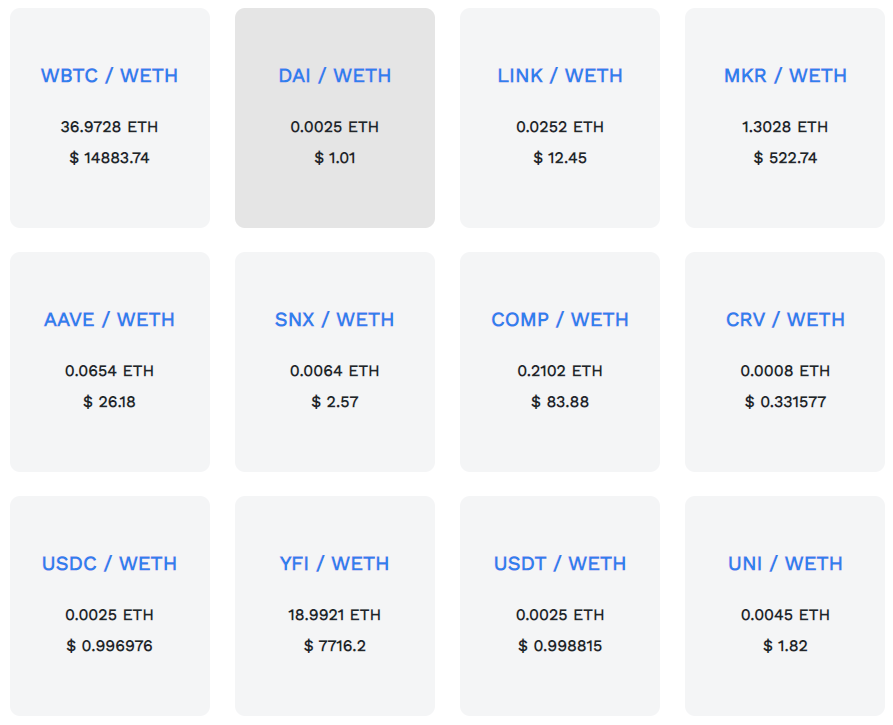 WBTC / WETH
36.9728 ETH
$ 14883.74
DAI / WETH
0.0025 ETH
$ 1.01
LINK / WETH
0.0252 ETH
$ 12.45
MKR / WETH
1.3028 ETH
$ 522.74
AAVE / WETH
0.0654 ETH
$ 26.18
SNX / WETH
0.0064 ETH
$ 2.57
COMP / WETH
0.2102 ETH
$ 83.88
CRV / WETH
0.0008 ETH
$ 0.331577
USDC / WETH
0.0025 ETH
$ 0.996976
YFI / WETH
18.9921 ETH
$ 7716.2
USDT / WETH
0.0025 ETH
$ 0.998815
UNI / WETH
0.0045 ETH
$ 1.82